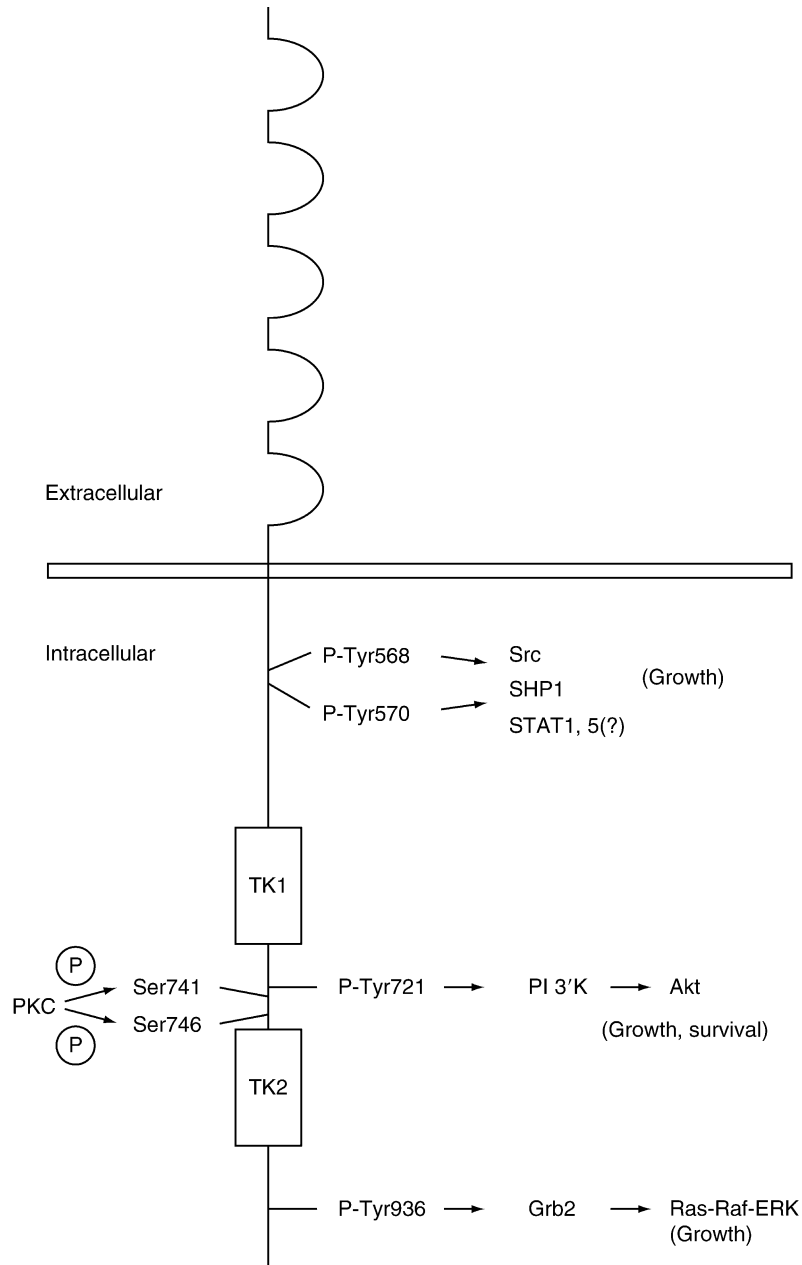 Extracellular
Intracellular
P-Tyr568
Src
SHP1
(Growth)
P-Tyr570
STAT1, 5(?)
TK1
P
Ser741
PKC
Ser746
P
P-Tyr721
PI 3′K
Akt
(Growth, survival)
TK2
P-Tyr936
Grb2
Ras-Raf-ERK
(Growth)